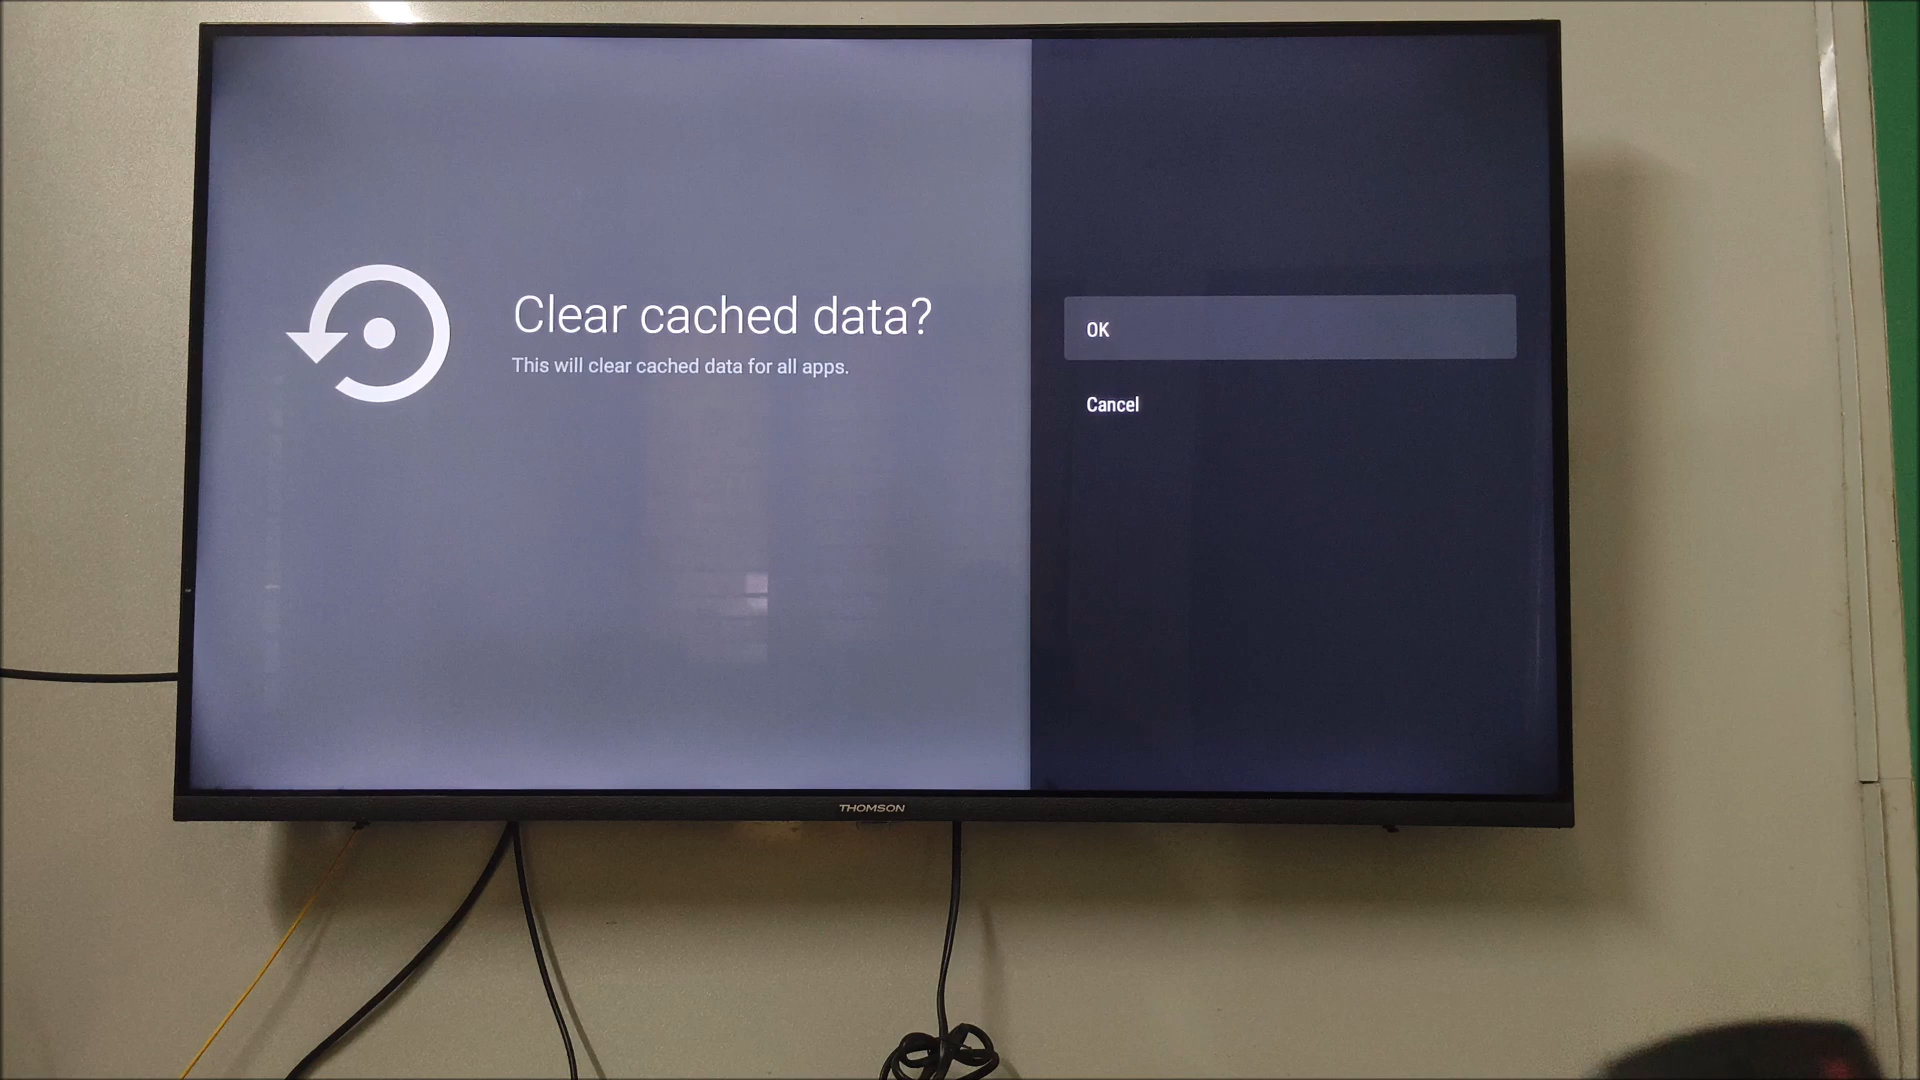 Clear cached data?
This will clear cached data for all apps.
OK
Cancel
THOMSON